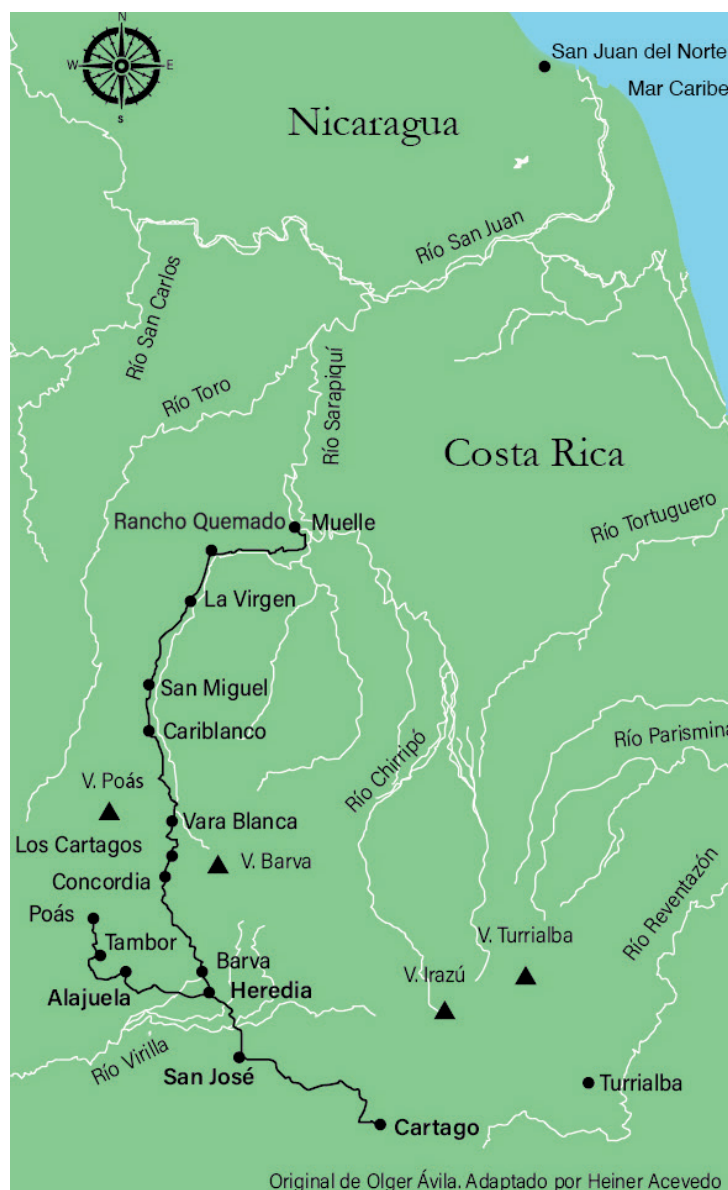 N
W
E
S
San Juan del Norte
Mar Caribe
Nicaragua
Río San Juan
Río San Carlos
Río Toro
Río Sarapiquí
Costa Rica
Rancho Quemado
Muelle
Río Tortuguero
La Virgen
San Miguel
Cariblanco
Río Chirripó
Río Parismina
V. Poás
Vara Blanca
Los Cartagos
V. Barva
Concordia
Río Reventazón
Poás
V. Turrialba
Tambor
Barva
V. Irazú
Alajuela
Heredia
Río Virilla
San José
Turrialba
Cartago
Original de Olger Ávila. Adaptado por Heiner Acevedo